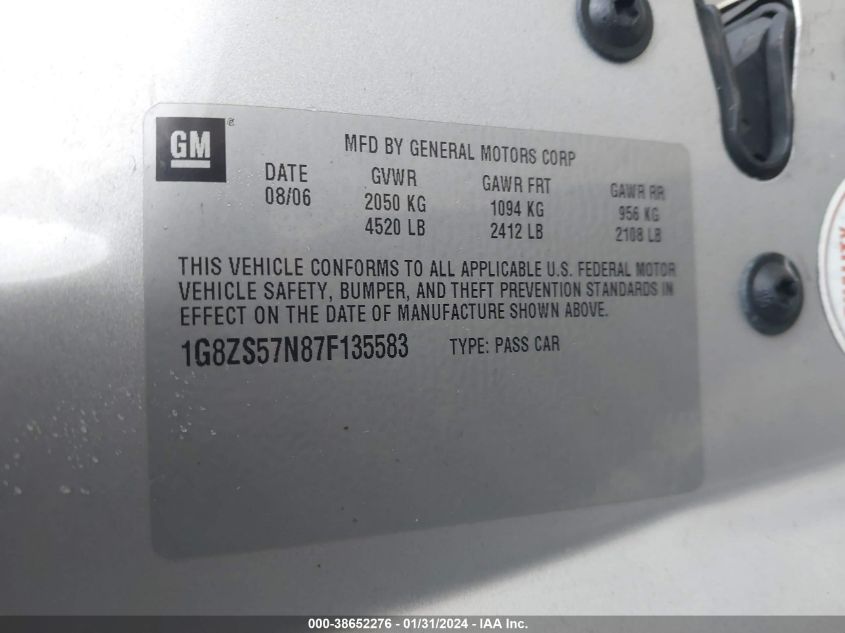 GM
MFD BY GENERAL MOTORS CORP
DATE GVWR GAWR FRT GAWR RR
08/06 2050 KG 1094 KG 956 KG
4520 LB 2412 LB 2108 LB
THIS VEHICLE CONFORMS TO ALL APPLICABLE U.S. FEDERAL MOTOR
VEHICLE SAFETY, BUMPER, AND THEFT PREVENTION STANDARDS IN
EFFECT ON THE DATE OF MANUFACTURE SHOWN ABOVE.
1G8ZS57N87F135583 TYPE: PASS CAR
000-38652276 - 01/31/2024 - © IAA Inc.